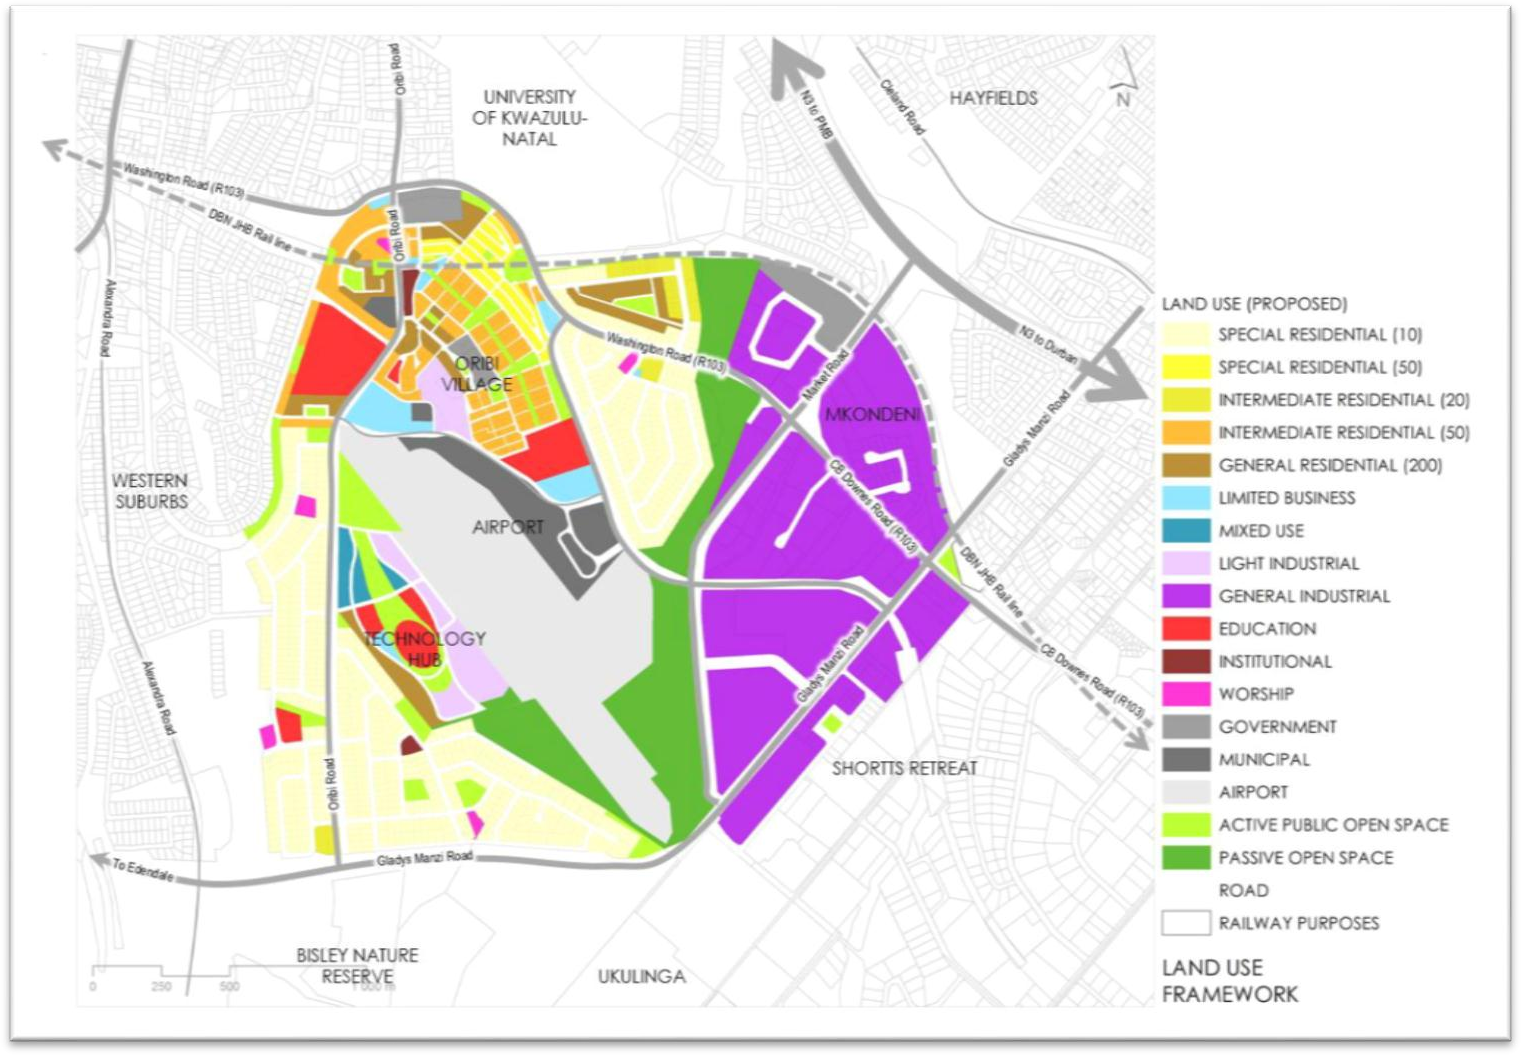 Oribi Road
UNIVERSITY
OF KWAZULU-
NATAL
N3 to PMB
Cleland Road
HAYFIELDS
N
Washington Road (R103)
DBN JHB Rail line
Oribi Road
Alexandra Road
ORIBI
VILLAGE
Washington Road (R103)
Market Road
MKONDENI
N3 to Durban
Gladys Manzi Road
WESTERN
SUBURBS
AIRPORT
CB Downes Road (R103)
DBN JHB Rail line
TECHNOLOGY
HUB
Gladys Manzi Road
CB Downes Road (R103)
Alexandra Road
Oribi Road
SHORTTS RETREAT
To Edendale
Gladys Manzi Road
BISLEY NATURE
RESERVE
UKULINGA
0 250 500 1 000 m
LAND USE (PROPOSED)
SPECIAL RESIDENTIAL (10)
SPECIAL RESIDENTIAL (50)
INTERMEDIATE RESIDENTIAL (20)
INTERMEDIATE RESIDENTIAL (50)
GENERAL RESIDENTIAL (200)
LIMITED BUSINESS
MIXED USE
LIGHT INDUSTRIAL
GENERAL INDUSTRIAL
EDUCATION
INSTITUTIONAL
WORSHIP
GOVERNMENT
MUNICIPAL
AIRPORT
ACTIVE PUBLIC OPEN SPACE
PASSIVE OPEN SPACE
ROAD
RAILWAY PURPOSES
LAND USE
FRAMEWORK